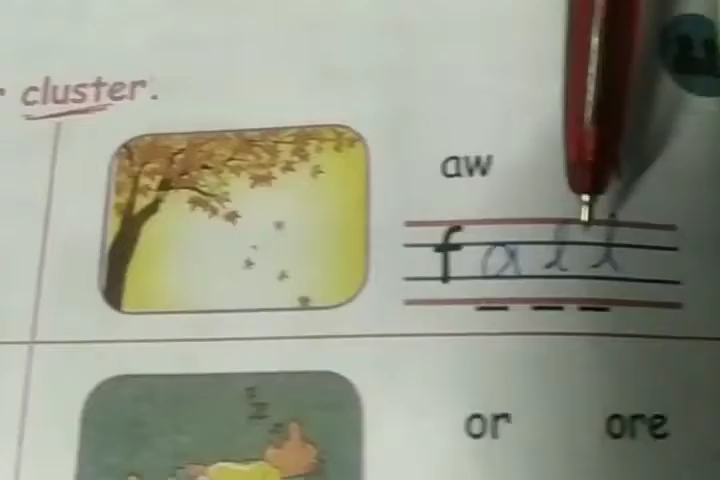 cluster.
aw
fall
or ore